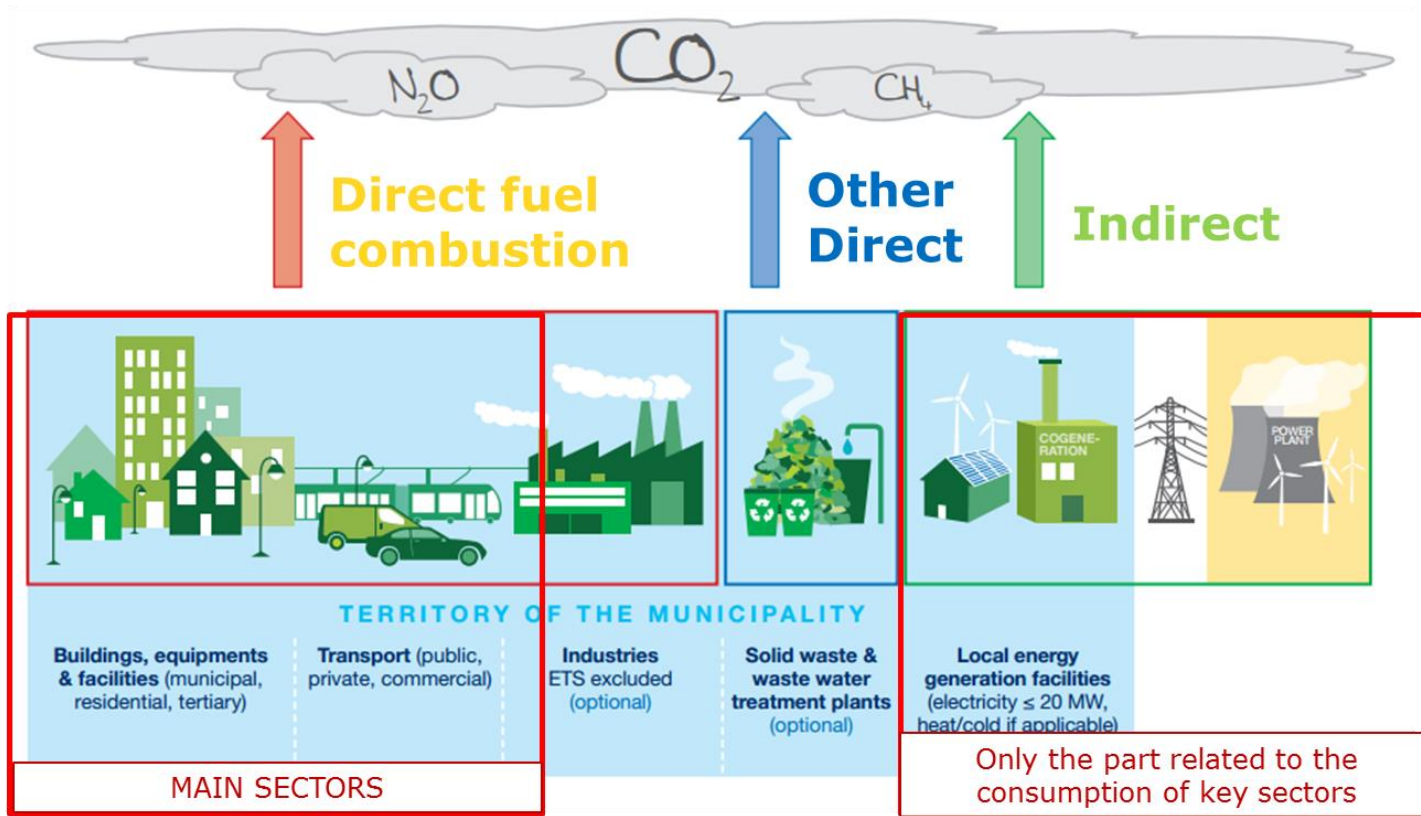 CO₂
N₂O
CH₄
Direct fuel
combustion
Other
Direct
Indirect
COGENE-
RATION
POWER
PLANT
TERRITORY OF THE MUNICIPALITY
Buildings, equipments
& facilities (municipal,
residential, tertiary)
Transport (public,
private, commercial)
Industries
ETS excluded
(optional)
Solid waste &
waste water
treatment plants
(optional)
Local energy
generation facilities
(electricity ≤ 20 MW,
heat/cold if applicable)
MAIN SECTORS
Only the part related to the
consumption of key sectors